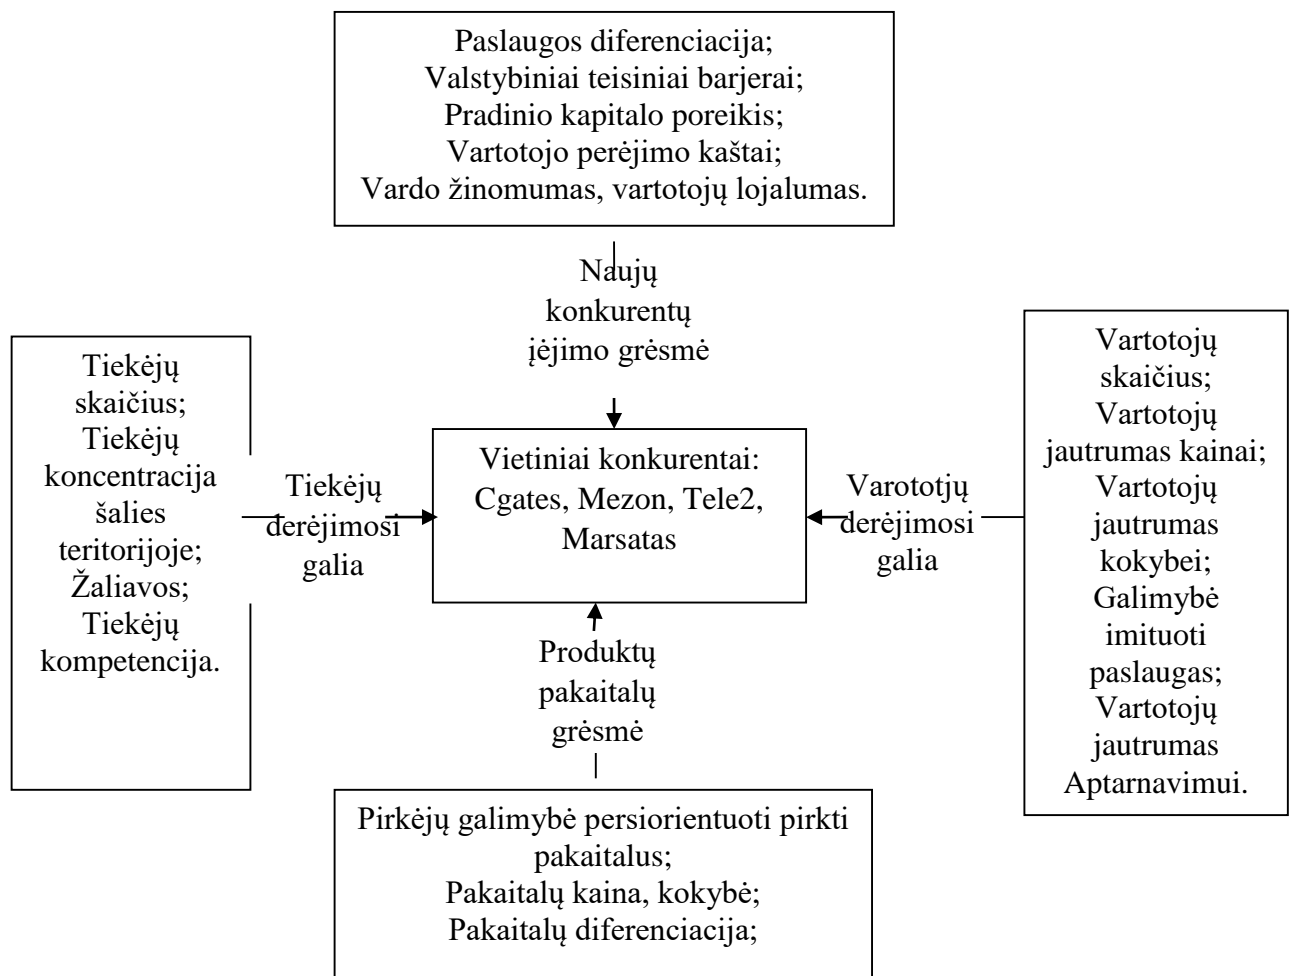 Paslaugos diferenciacija;
Valstybiniai teisiniai barjerai;
Pradinio kapitalo poreikis;
Vartotojo perėjimo kaštai;
Vardo žinomumas, vartotojų lojalumas.
Naujų
konkurentų
įėjimo grėsmė
Tiekėjų
skaičius;
Tiekėjų
koncentracija
šalies
teritorijoje;
Žaliavos;
Tiekėjų
kompetencija.
Tiekėjų
derėjimosi
galia
Vietiniai konkurentai:
Cgates, Mezon, Tele2,
Marsatas
Varototjų
derėjimosi
galia
Vartotojų
skaičius;
Vartotojų
jautrumas kainai;
Vartotojų
jautrumas
kokybei;
Galimybė
imituoti
paslaugas;
Vartotojų
jautrumas
Aptarnavimui.
Produktų
pakaitalų
grėsmė
Pirkėjų galimybė persiorientuoti pirkti
pakaitalus;
Pakaitalų kaina, kokybė;
Pakaitalų diferenciacija;